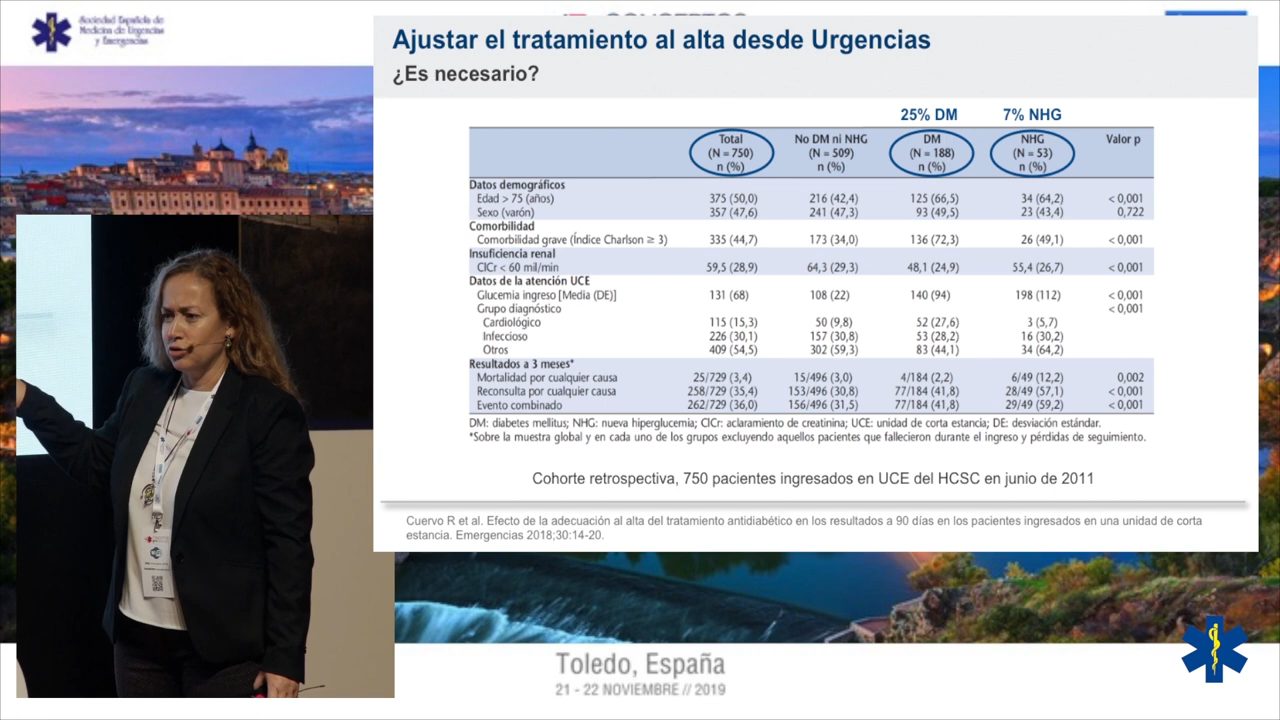 Sociedad Española de
Medicina de Urgencias
y Emergencias
CONCEPTOS
Ajustar el tratamiento al alta desde Urgencias
¿Es necesario?
25% DM 7% NHG
Total No DM ni NHG DM NHG Valor p
(N = 750) (N = 509) (N = 188) (N = 53)
n (%) n (%) n (%) n (%)
Datos demográficos
Edad > 75 (años) 375 (50,0) 216 (42,4) 125 (66,5) 34 (64,2) < 0,001
Sexo (varón) 357 (47,6) 241 (47,3) 93 (49,5) 23 (43,4) 0,722
Comorbilidad
Comorbilidad grave (Índice Charlson ≥ 3) 335 (44,7) 173 (34,0) 136 (72,3) 26 (49,1) < 0,001
Insuficiencia renal
ClCr < 60 mil/min 59,5 (28,9) 64,3 (29,3) 48,1 (24,9) 55,4 (26,7) < 0,001
Datos de la atención UCE
Glucemia ingreso [Media (DE)] 131 (68) 108 (22) 140 (94) 198 (112) < 0,001
Grupo diagnóstico < 0,001
Cardiológico 115 (15,3) 50 (9,8) 52 (27,6) 3 (5,7)
Infeccioso 226 (30,1) 157 (30,8) 53 (28,2) 16 (30,2)
Otros 409 (54,5) 302 (59,3) 83 (44,1) 34 (64,2)
Resultados a 3 meses*
Mortalidad por cualquier causa 25/729 (3,4) 15/496 (3,0) 4/184 (2,2) 6/49 (12,2) 0,002
Reconsulta por cualquier causa 258/729 (35,4) 153/496 (30,8) 77/184 (41,8) 28/49 (57,1) < 0,001
Evento combinado 262/729 (36,0) 156/496 (31,5) 77/184 (41,8) 29/49 (59,2) < 0,001
DM: diabetes mellitus; NHG: nueva hiperglucemia; ClCr: aclaramiento de creatinina; UCE: unidad de corta estancia; DE: desviación estándar.
*Sobre la muestra global y en cada uno de los grupos excluyendo aquellos pacientes que fallecieron durante el ingreso y pérdidas de seguimiento.
Cohorte retrospectiva, 750 pacientes ingresados en UCE del HCSC en junio de 2011
Cuervo R et al. Efecto de la adecuación al alta del tratamiento antidiabético en los resultados a 90 días en los pacientes ingresados en una unidad de corta
estancia. Emergencias 2018;30:14-20.
Toledo, España
21 - 22 NOVIEMBRE // 2019